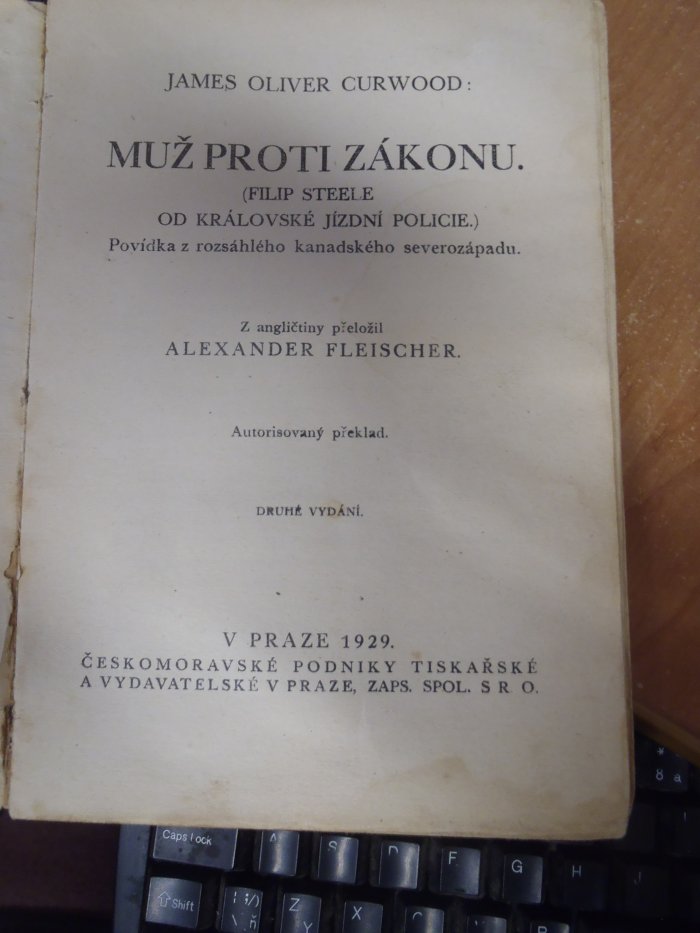 JAMES OLIVER CURWOOD:
MUŽ PROTI ZÁKONU.
(FILIP STEELE
OD KRÁLOVSKÉ JÍZDNÍ POLICIE.)
Povídka z rozsáhlého kanadského severozápadu.
Z angličtiny přeložil
ALEXANDER FLEISCHER.
Autorisovaný překlad.
DRUHÉ VYDÁNÍ.
V PRAZE 1929.
ČESKOMORAVSKÉ PODNIKY TISKAŘSKÉ
A VYDAVATELSKÉ V PRAZE, ZAPS. SPOL. S R. O.
* 
8 a
Caps Lock A S D F G H J
Shift Z Y X C